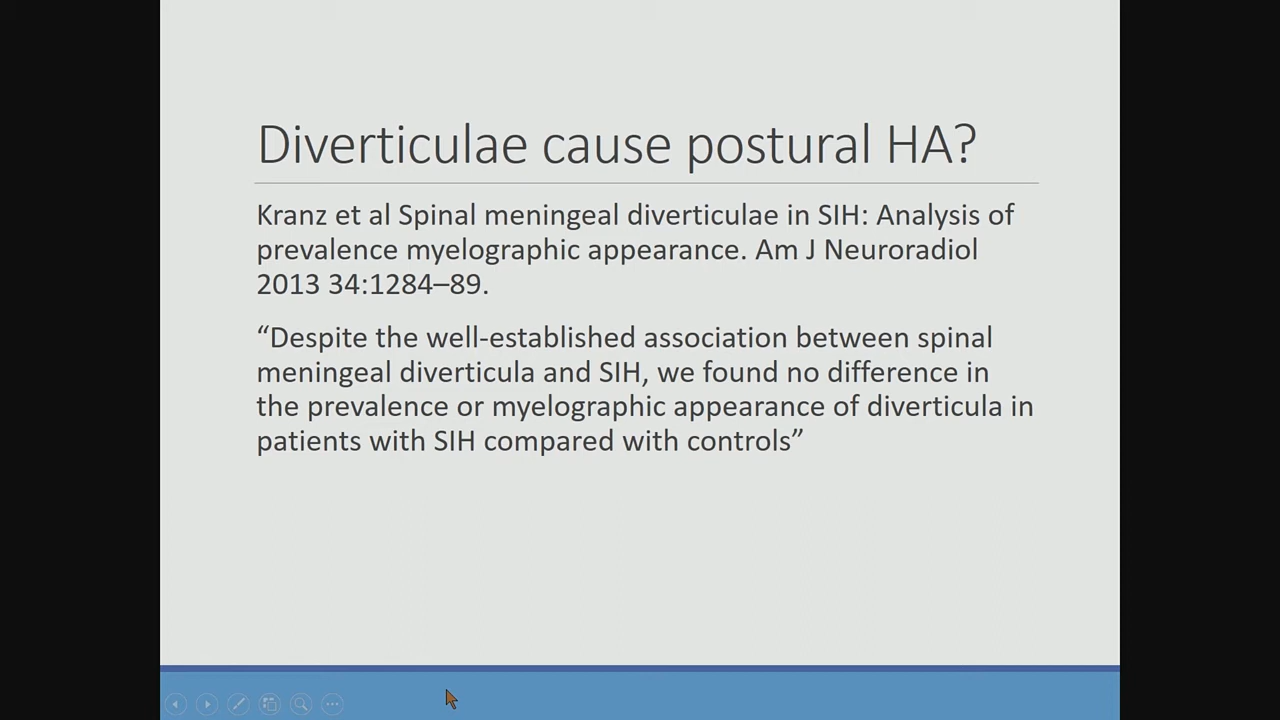 Diverticulae cause postural HA?
Kranz et al Spinal meningeal diverticulae in SIH: Analysis of
prevalence myelographic appearance. Am J Neuroradiol
2013 34:1284–89.
“Despite the well-established association between spinal
meningeal diverticula and SIH, we found no difference in
the prevalence or myelographic appearance of diverticula in
patients with SIH compared with controls”